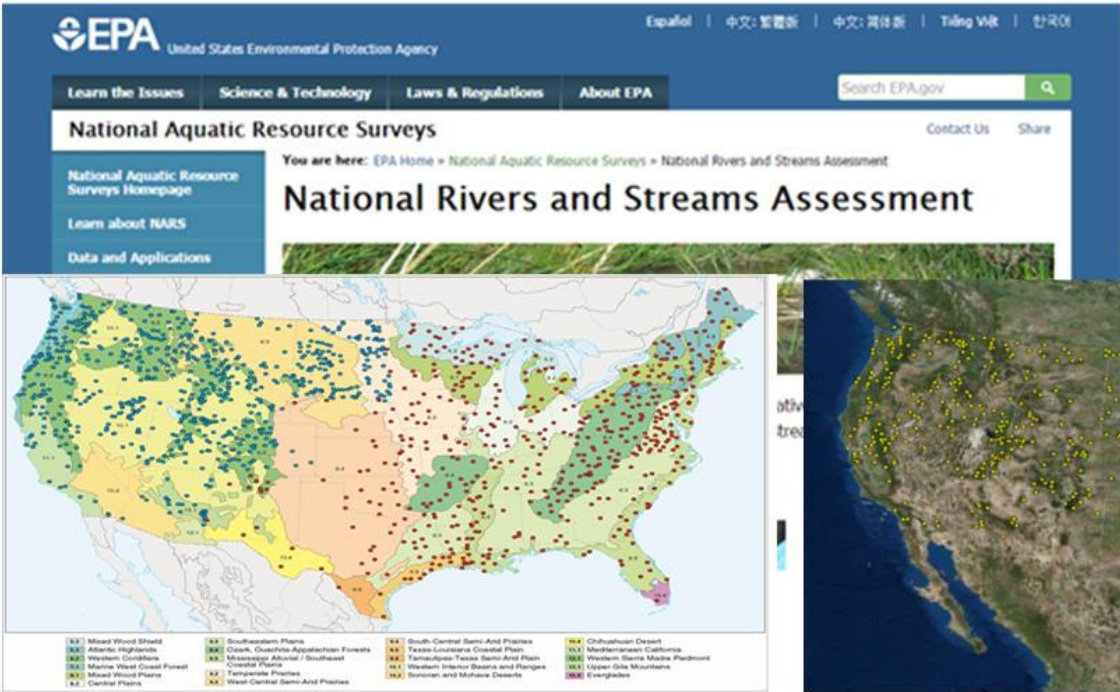 Español | 中文: 繁體版 | 中文: 简体版 | Tiếng Việt | 한국어
EPA United States Environmental Protection Agency
Learn the Issues Science & Technology Laws & Regulations About EPA
Search EPA.gov
National Aquatic Resource Surveys
Contact Us Share
You are here: EPA Home » National Aquatic Resource Surveys » National Rivers and Streams Assessment
National Aquatic Resource
Surveys Homepage
National Rivers and Streams Assessment
Learn about NARS
Data and Applications
Mixed Wood Shield
Atlantic Highlands
Western Cordillera
Marine West Coast Forest
Mixed Wood Plains
Central Plains
Southeastern Plains
Ozark, Ouachita-Appalachian Forests
Mississippi Alluvial / Southeast
Coastal Plains
Temperate Prairies
West-Central Semi-Arid Prairies
South-Central Semi-Arid Prairies
Texas-Louisiana Coastal Plain
Tamaulipas-Texas Semi-Arid Plain
Western Interior Basins and Ranges
Sonoran and Mohave Deserts
Chihuahuan Desert
Mediterranean California
Western Sierra Madre Piedmont
Upper Gila Mountains
Everglades